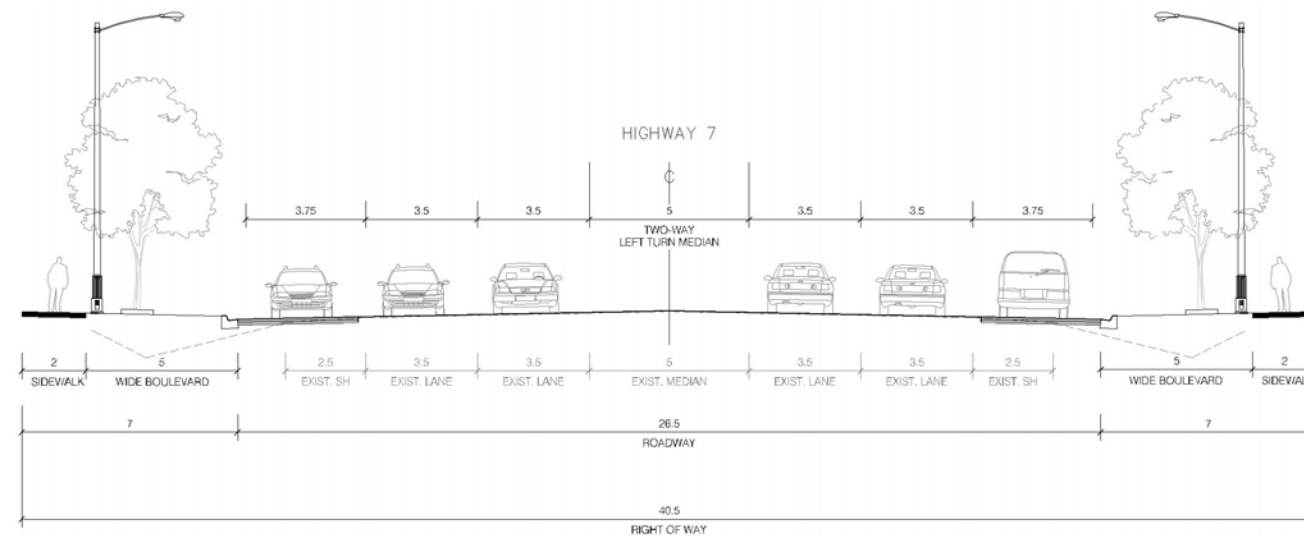 HIGHWAY 7
℄
3.75 3.5 3.5 5 3.5 3.5 3.75
TWO-WAY
LEFT TURN MEDIAN
2 5 2.5 3.5 3.5 5 3.5 3.5 2.5 5 2
SIDEWALK WIDE BOULEVARD EXIST. SH EXIST. LANE EXIST. LANE EXIST. MEDIAN EXIST. LANE EXIST. LANE EXIST. SH WIDE BOULEVARD SIDEWAL
7 26.5 7
ROADWAY
40.5
RIGHT OF WAY